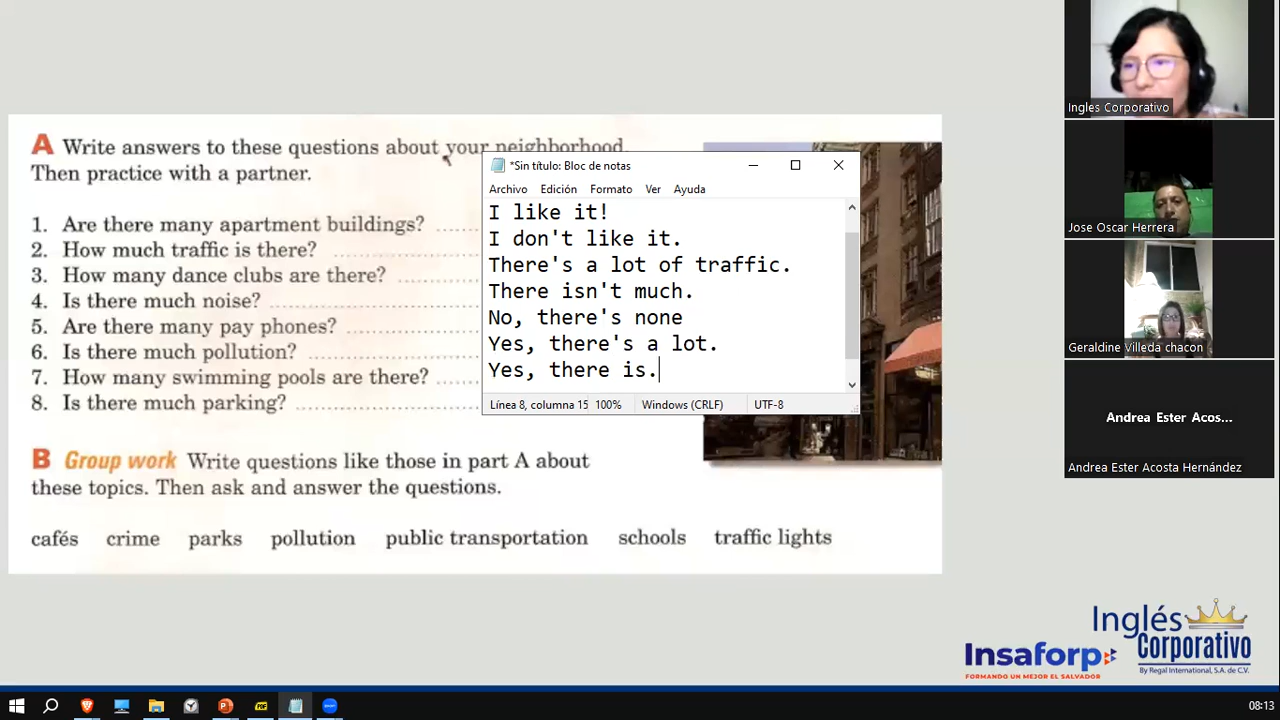 A Write answers to these questions about your neighborhood.
Then practice with a partner.
1. Are there many apartment buildings? ......
2. How much traffic is there? ......
3. How many dance clubs are there? ......
4. Is there much noise? ......
5. Are there many pay phones? ......
6. Is there much pollution? ......
7. How many swimming pools are there? ......
8. Is there much parking? ......
B Group work Write questions like those in part A about
these topics. Then ask and answer the questions.
cafés crime parks pollution public transportation schools traffic lights
*Sin título: Bloc de notas
Archivo Edición Formato Ver Ayuda
I like it!
I don't like it.
There's a lot of traffic.
There isn't much.
No, there's none
Yes, there's a lot.
Yes, there is.
Línea 8, columna 15 100% Windows (CRLF) UTF-8
Ingles Corporativo
Jose Oscar Herrera
Geraldine Villeda chacon
Andrea Ester Acos...
Andrea Ester Acosta Hernández
Insaforp
FORMANDO UN MEJOR EL SALVADOR
Inglés
Corporativo
By Regal International, S.A. de C.V.
08:13